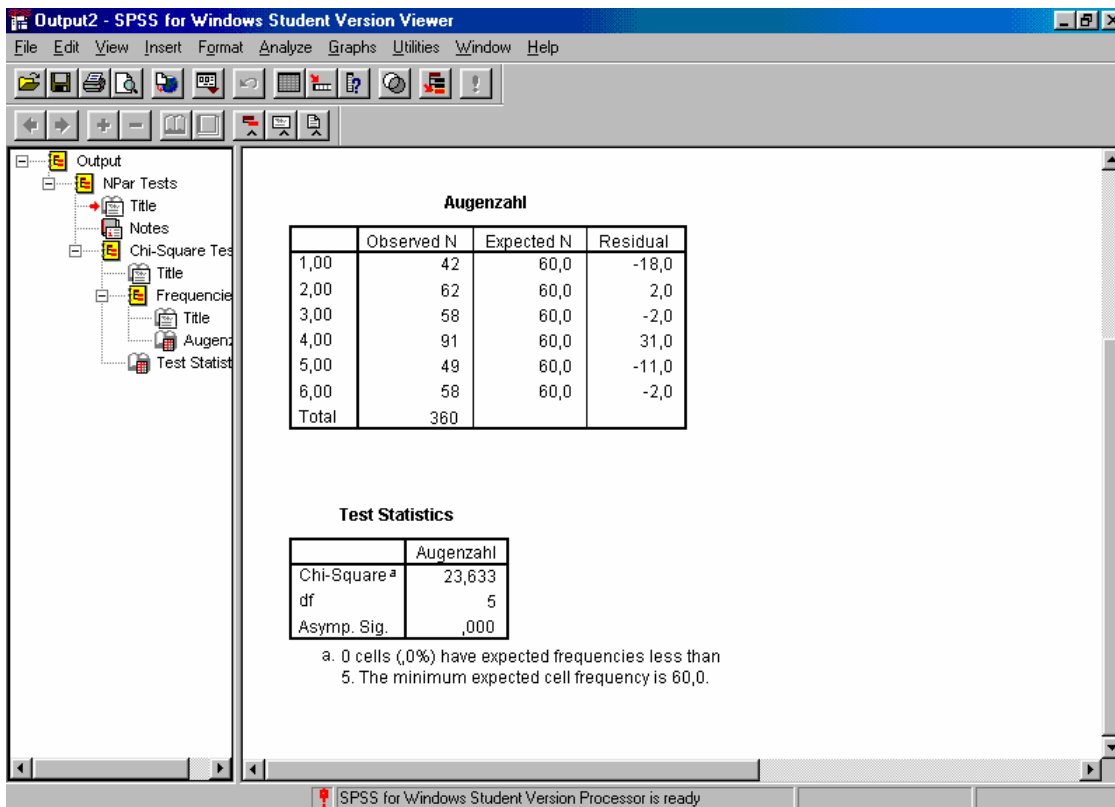 Output2 - SPSS for Windows Student Version Viewer
File Edit View Insert Format Analyze Graphs Utilities Window Help
Output
NPar Tests
Title
Notes
Chi-Square Tes
Title
Frequencie
Title
Augenz
Test Statist
Augenzahl
Observed N Expected N Residual
1,00 42 60,0 -18,0
2,00 62 60,0 2,0
3,00 58 60,0 -2,0
4,00 91 60,0 31,0
5,00 49 60,0 -11,0
6,00 58 60,0 -2,0
Total 360
Test Statistics
Augenzahl
Chi-Square a 23,633
df 5
Asymp. Sig. ,000
a. 0 cells (,0%) have expected frequencies less than
5. The minimum expected cell frequency is 60,0.
SPSS for Windows Student Version Processor is ready